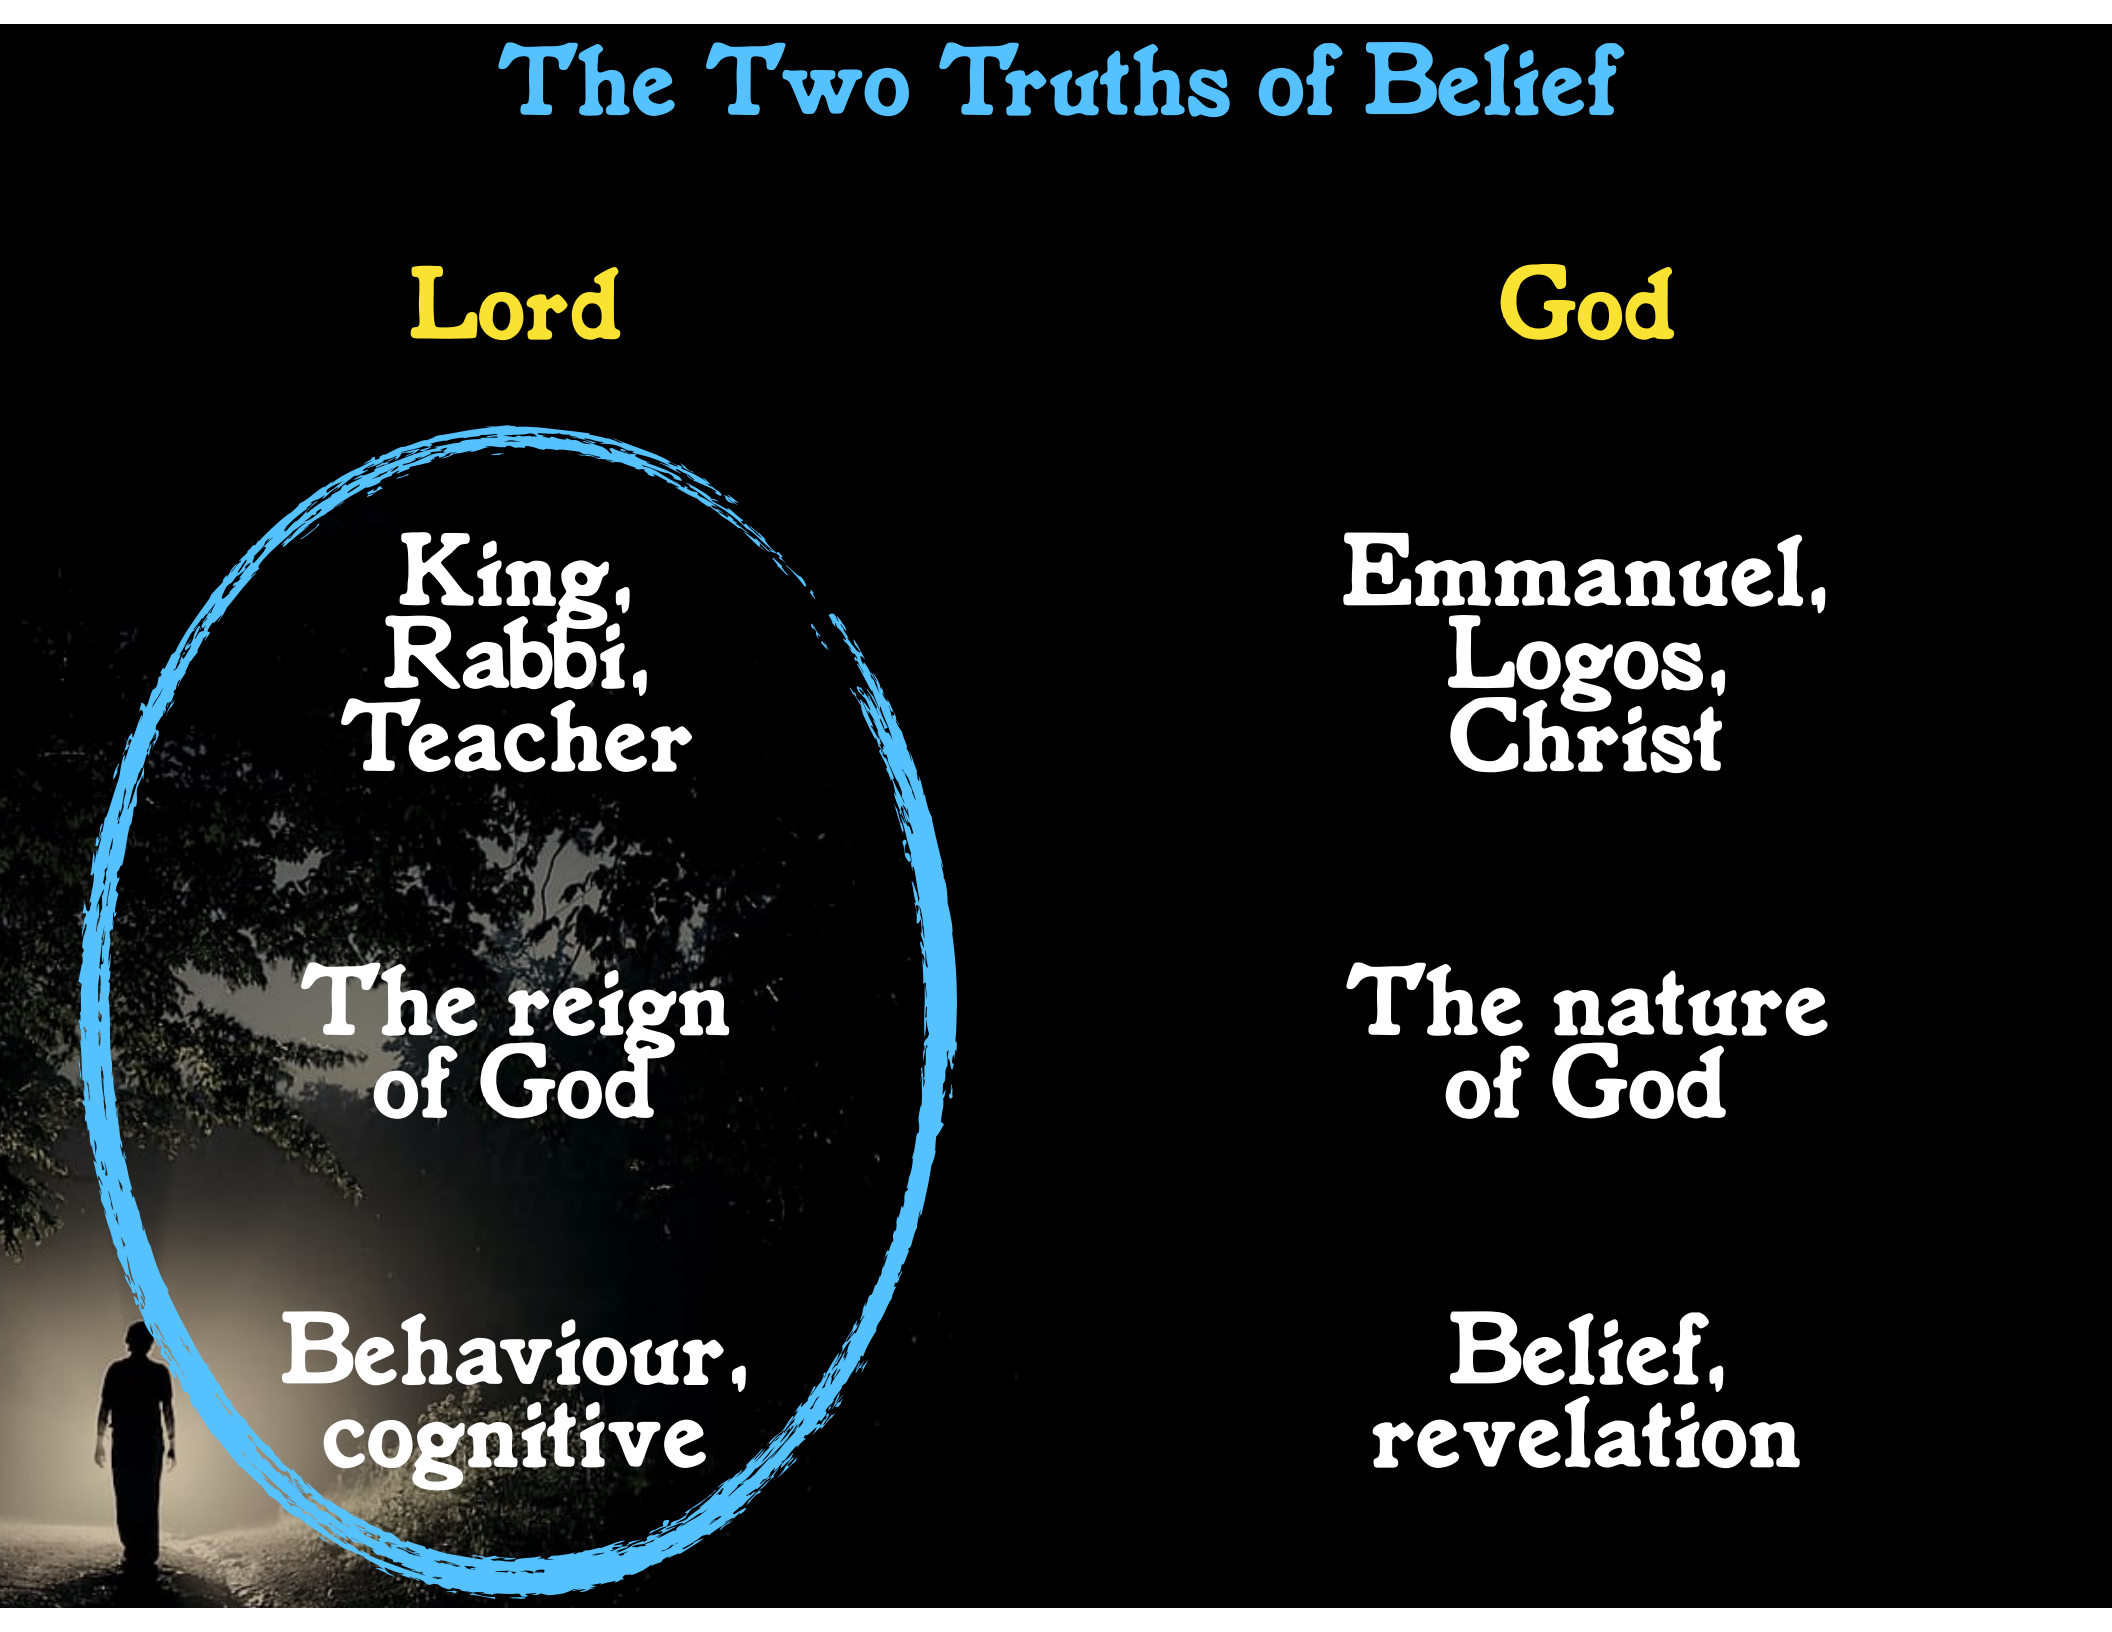 The Two Truths of Belief
Lord
God
King,
Rabbi,
Teacher
Emmanuel,
Logos,
Christ
The reign
of God
The nature
of God
Behaviour,
cognitive
Belief,
revelation